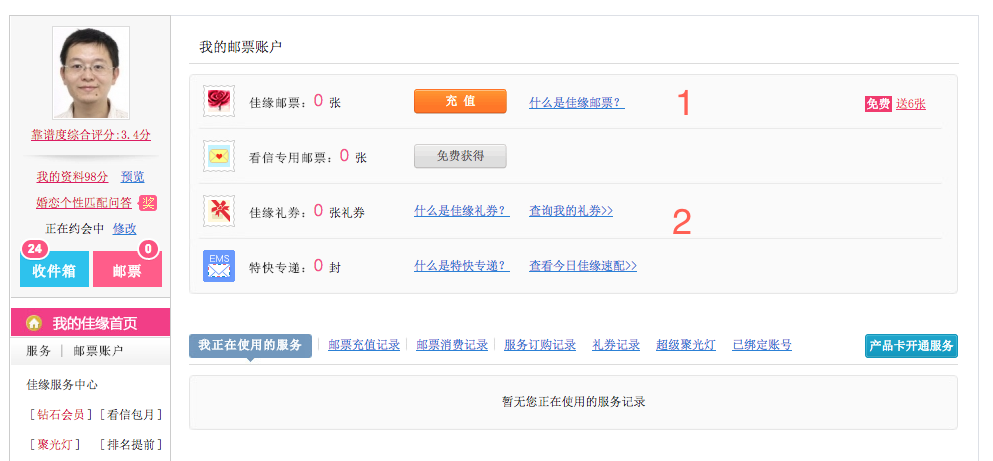 靠谱度综合评分:3.4分
我的资料98分 预览
婚恋个性匹配问答 奖
正在约会中 修改
24 0
收件箱 邮票
我的佳缘首页
服务 | 邮票账户
佳缘服务中心
[钻石会员] [看信包月]
[聚光灯] [排名提前]
我的邮票账户
佳缘邮票：0 张 充 值 什么是佳缘邮票？ 1 免费 送6张
看信专用邮票：0 张 免费获得
佳缘礼券：0 张礼券 什么是佳缘礼券？ 查询我的礼券>> 2
EMS 特快专递：0 封 什么是特快专递？ 查看今日佳缘速配>>
我正在使用的服务 | 邮票充值记录 | 邮票消费记录 | 服务订购记录 礼券记录 超级聚光灯 已绑定账号 产品卡开通服务
暂无您正在使用的服务记录